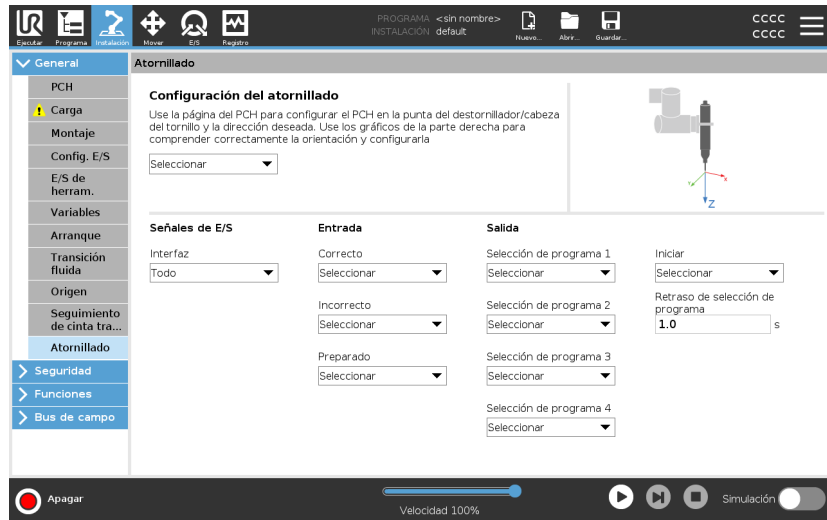 UR
PROGRAMA <sin nombre>
INSTALACIÓN default
CCCC
CCCC
Ejecutar Programa Instalación Mover E/S Registro Nuevo... Abrir... Guardar...
General
Atornillado
PCH
Carga
Montaje
Config. E/S
E/S de
herram.
Variables
Arranque
Transición
fluida
Origen
Seguimiento
de cinta tra...
Atornillado
Seguridad
Funciones
Bus de campo
Configuración del atornillado
Use la página del PCH para configurar el PCH en la punta del destornillador/cabeza
del tornillo y la dirección deseada. Use los gráficos de la parte derecha para
comprender correctamente la orientación y configurarla
Seleccionar
Y X
Z
Señales de E/S Entrada Salida
Interfaz Correcto Selección de programa 1 Iniciar
Todo Seleccionar Seleccionar Seleccionar
Incorrecto Selección de programa 2 Retraso de selección de
programa
Seleccionar Seleccionar 1.0 s
Preparado Selección de programa 3
Seleccionar Seleccionar
Selección de programa 4
Seleccionar
Apagar
Velocidad 100%
Simulación